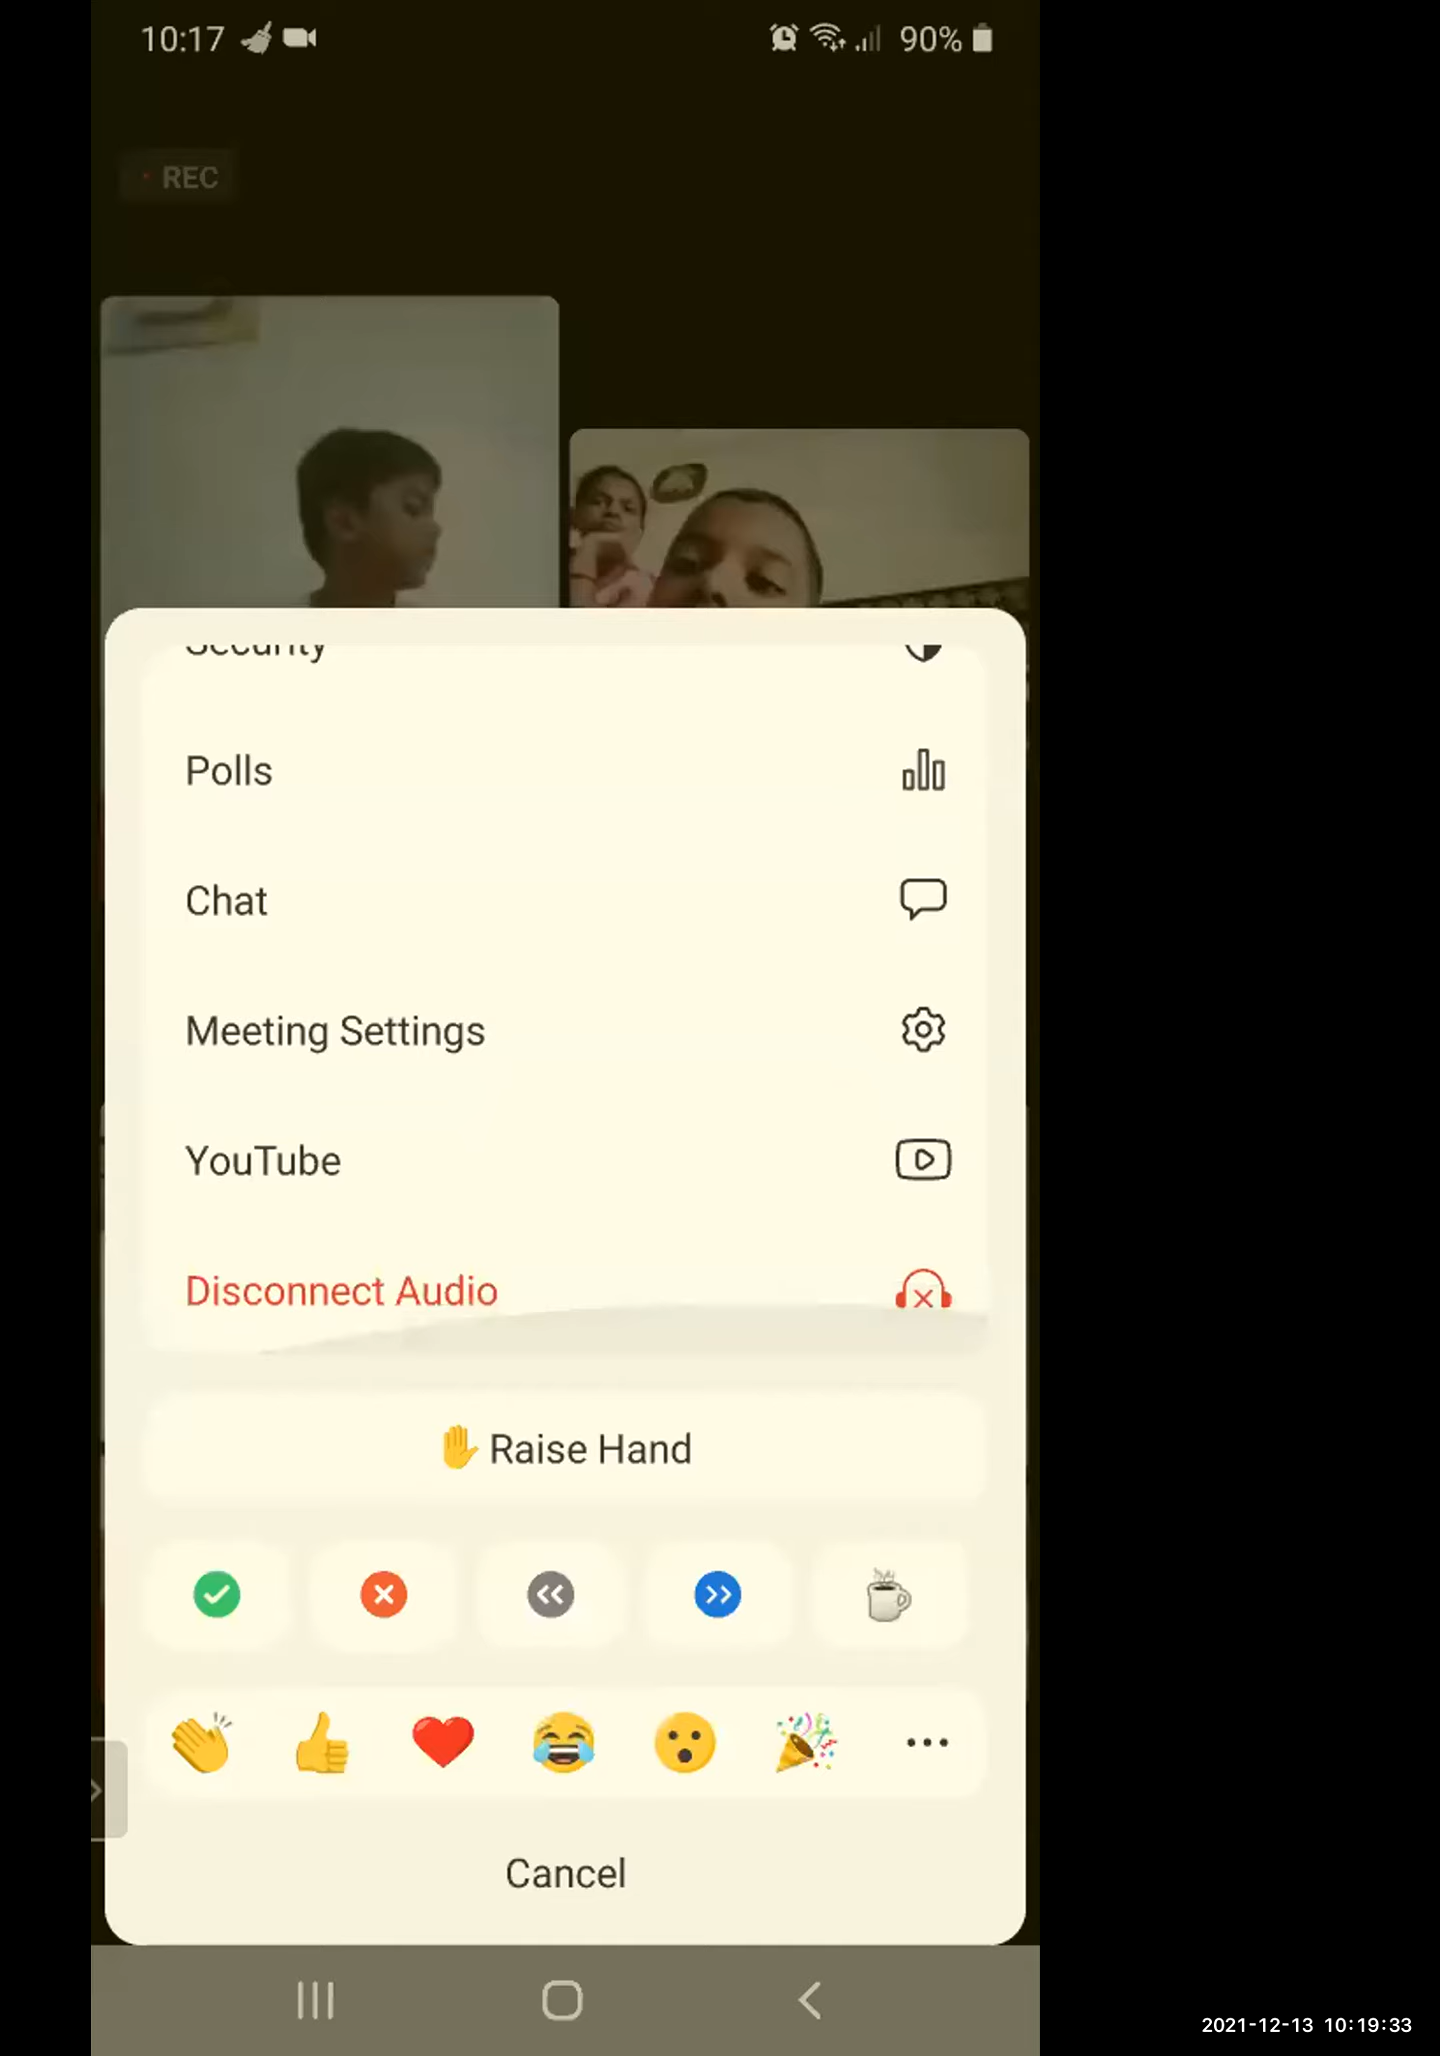 10:17 90%
REC
Security
Polls
Chat
Meeting Settings
YouTube
Disconnect Audio
Raise Hand
Cancel
2021-12-13 10:19:33